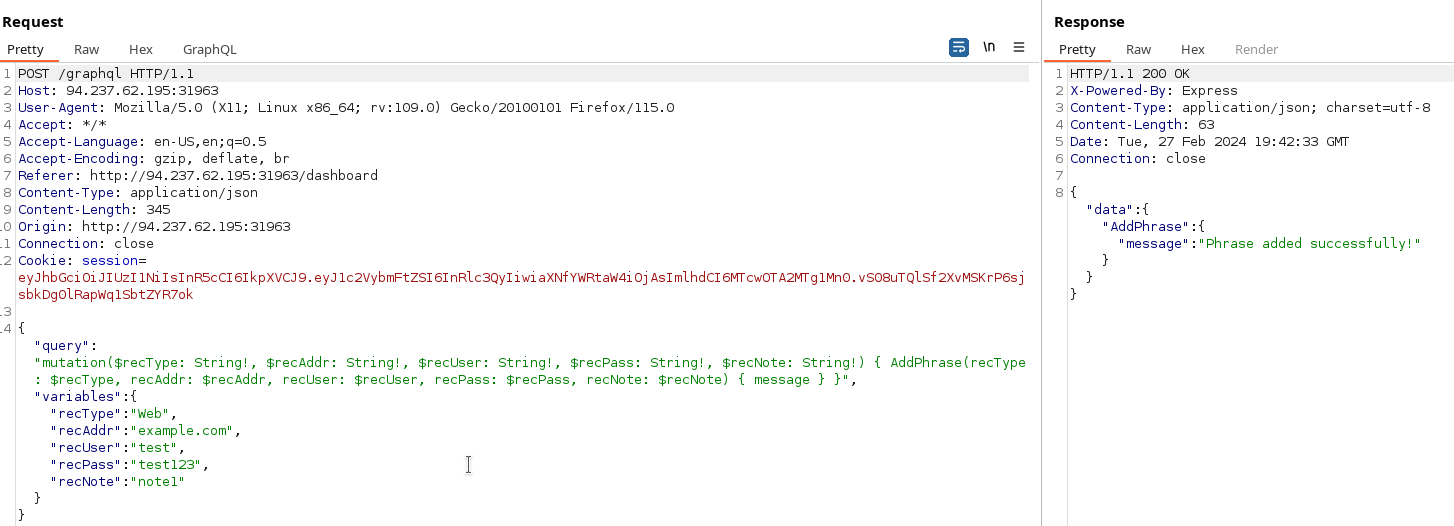 Request
Pretty Raw Hex GraphQL \n
1 POST /graphql HTTP/1.1
2 Host: 94.237.62.195:31963
3 User-Agent: Mozilla/5.0 (X11; Linux x86_64; rv:109.0) Gecko/20100101 Firefox/115.0
4 Accept: */*
5 Accept-Language: en-US,en;q=0.5
6 Accept-Encoding: gzip, deflate, br
7 Referer: http://94.237.62.195:31963/dashboard
8 Content-Type: application/json
9 Content-Length: 345
10 Origin: http://94.237.62.195:31963
11 Connection: close
12 Cookie: session=
eyJhbGciOiJIUzI1NiIsInR5cCI6IkpXVCJ9.eyJ1c2VybmFtZSI6InRlc3QyIiwiaXNfYWRtaW4iOjAsImlhdCI6MTcwOTA2MTg1Mn0.vS08uTQlSf2XvMSKrP6sj
sbkDg0lRapWq1SbtZYR7ok
13
14 {
"query":
"mutation($recType: String!, $recAddr: String!, $recUser: String!, $recPass: String!, $recNote: String!) { AddPhrase(recType
: $recType, recAddr: $recAddr, recUser: $recUser, recPass: $recPass, recNote: $recNote) { message } }",
"variables":{
"recType":"Web",
"recAddr":"example.com",
"recUser":"test",
"recPass":"test123",
"recNote":"note1"
}
}
Response
Pretty Raw Hex Render
1 HTTP/1.1 200 OK
2 X-Powered-By: Express
3 Content-Type: application/json; charset=utf-8
4 Content-Length: 63
5 Date: Tue, 27 Feb 2024 19:42:33 GMT
6 Connection: close
7
8 {
"data":{
"AddPhrase":{
"message":"Phrase added successfully!"
}
}
}